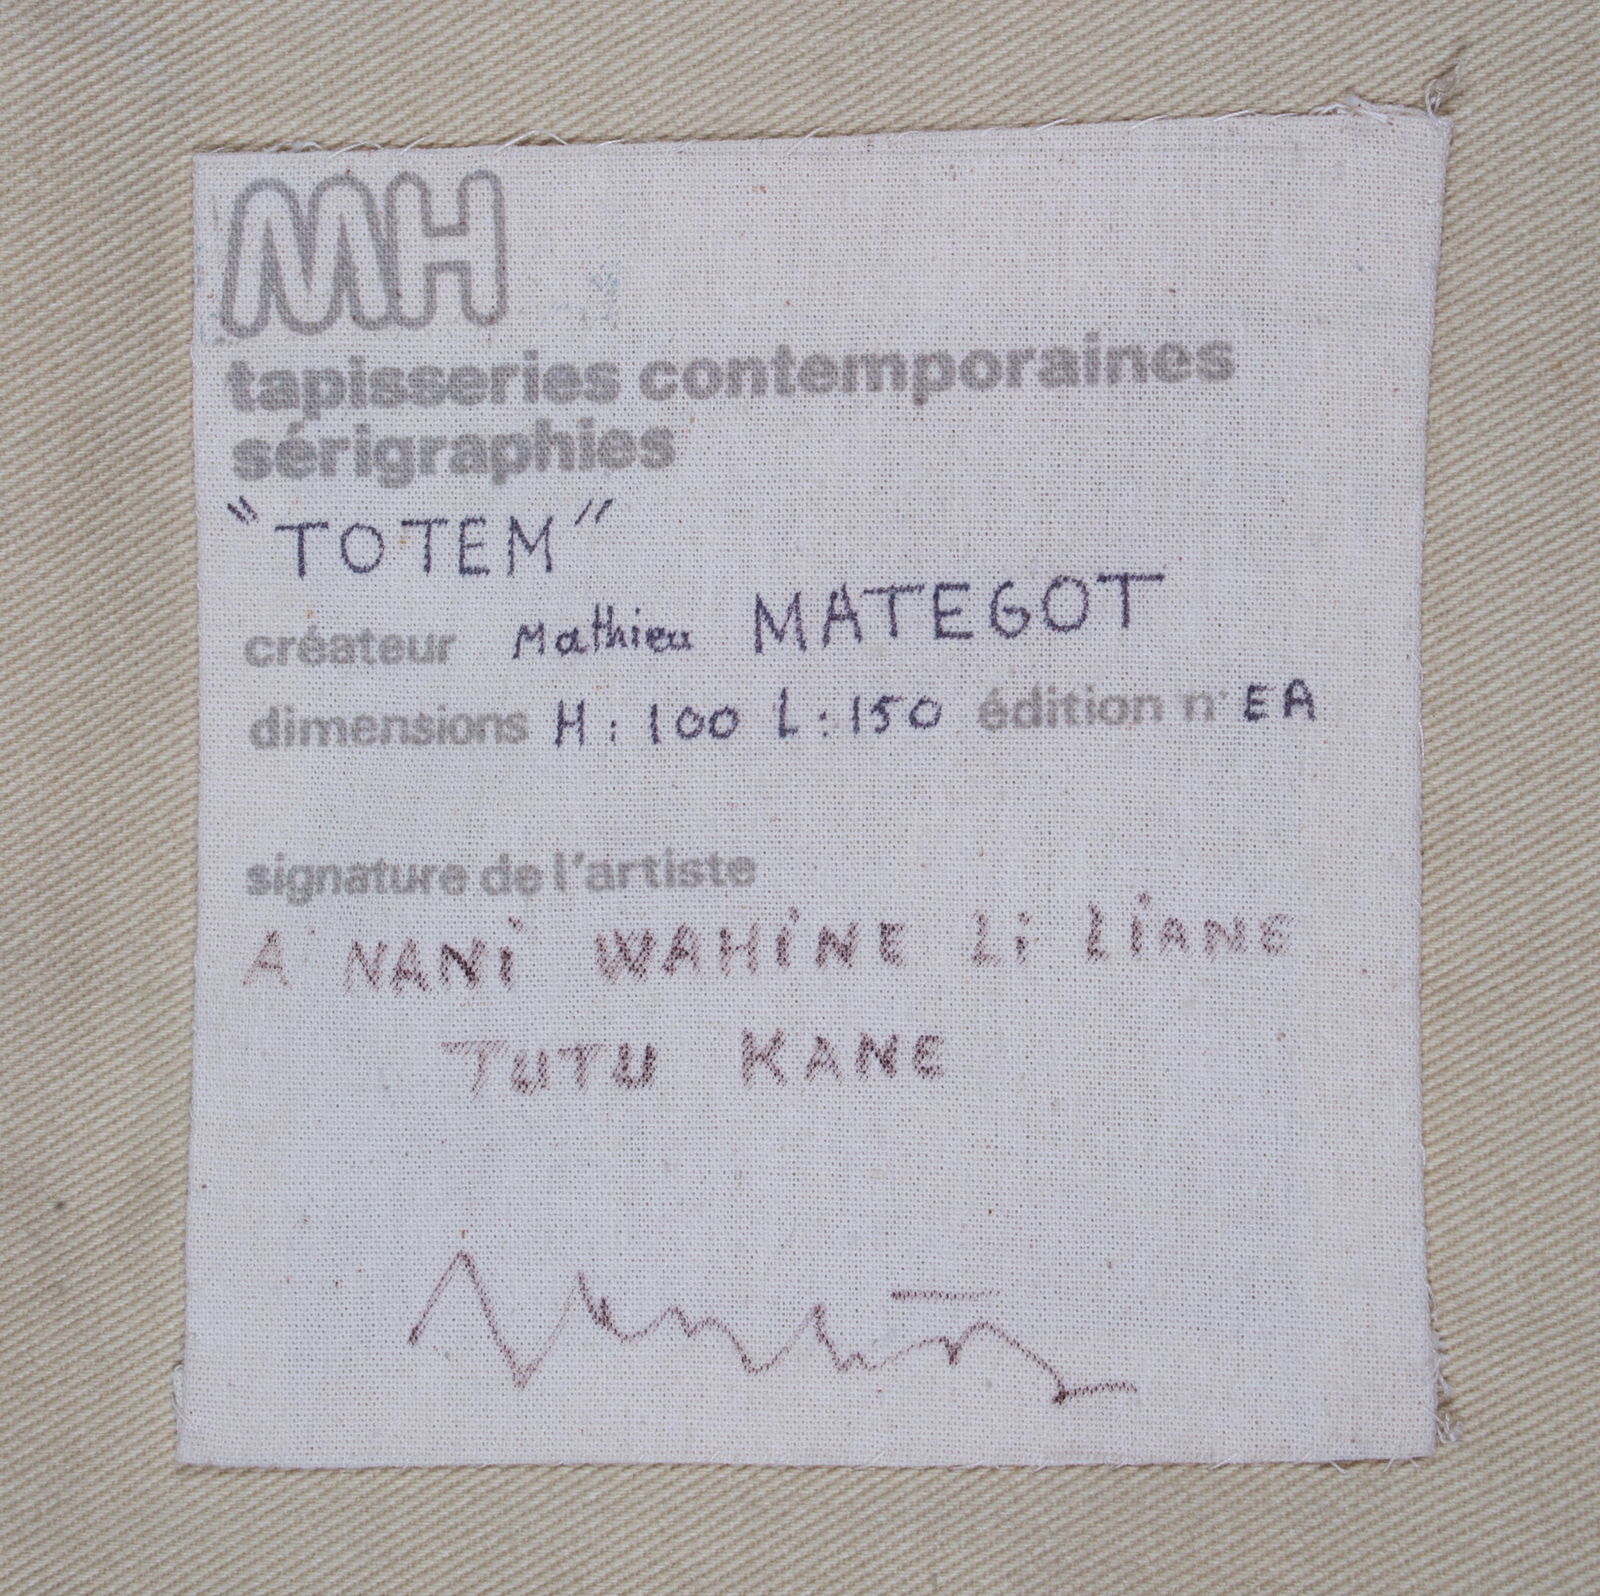 MH
tapisseries contemporaines
sérigraphies
"TOTEM"
créateur Mathieu MATEGOT
dimensions H : 100 L : 150 édition n° EA
signature de l'artiste
A NANi WAHiNE Li LiANE
TUTU KANE